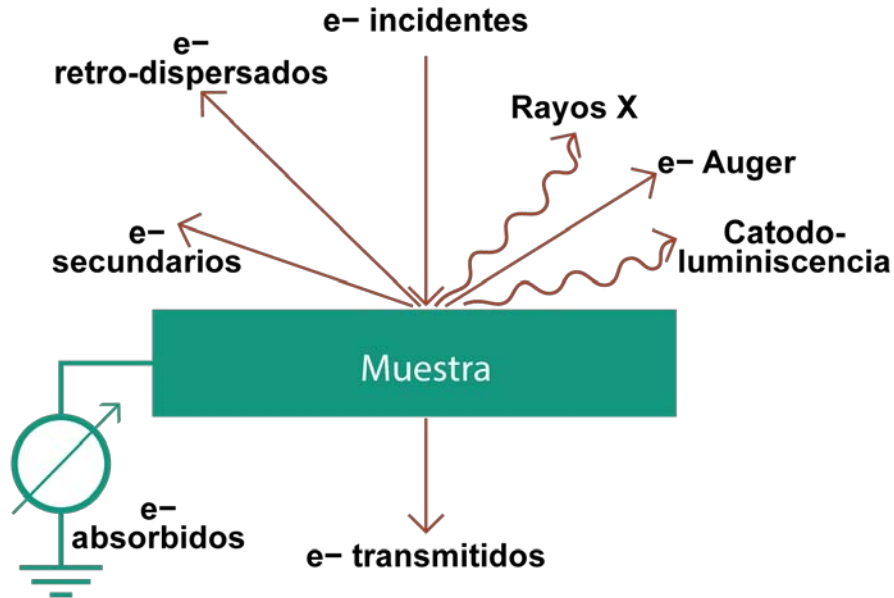 e− incidentes
e−
retro-dispersados
Rayos X
e− Auger
e−
secundarios
Catodo-
luminiscencia
Muestra
e−
absorbidos
e− transmitidos